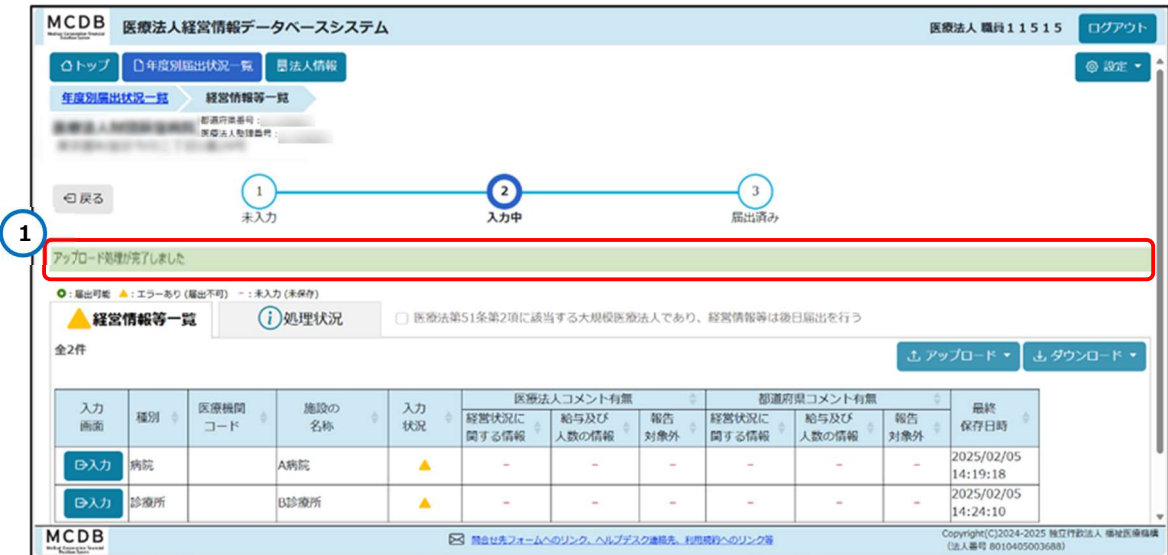 MCDB 医療法人経営情報データベースシステム 医療法人 職員11515 ログアウト
トップ 年度別届出状況一覧 法人情報 設定
年度別届出状況一覧 経営情報等一覧
都道府県番号：
医療法人整理番号：
戻る
1 2 3
未入力 入力中 届出済み
1
アップロード処理が完了しました
：届出可能 ：エラーあり(届出不可) －：未入力(未保存)
経営情報等一覧 処理状況 医療法第51条第2項に該当する大規模医療法人であり、経営情報等は後日届出を行う
全2件
アップロード ダウンロード
入力画面 種別 医療機関コード 施設の名称 入力状況 医療法人コメント有無 都道府県コメント有無 最終保存日時
経営状況に関する情報 給与及び人数の情報 報告対象外 経営状況に関する情報 給与及び人数の情報 報告対象外
入力 病院 A病院 － － － － － － 2025/02/05 14:19:18
入力 診療所 B診療所 － － － － － － 2025/02/05 14:24:10
MCDB 問合せ先フォームへのリンク、ヘルプデスク連絡先、利用規約へのリンク等 Copyright(C)2024-2025 独立行政法人 福祉医療機構
(法人番号 8010405003688)